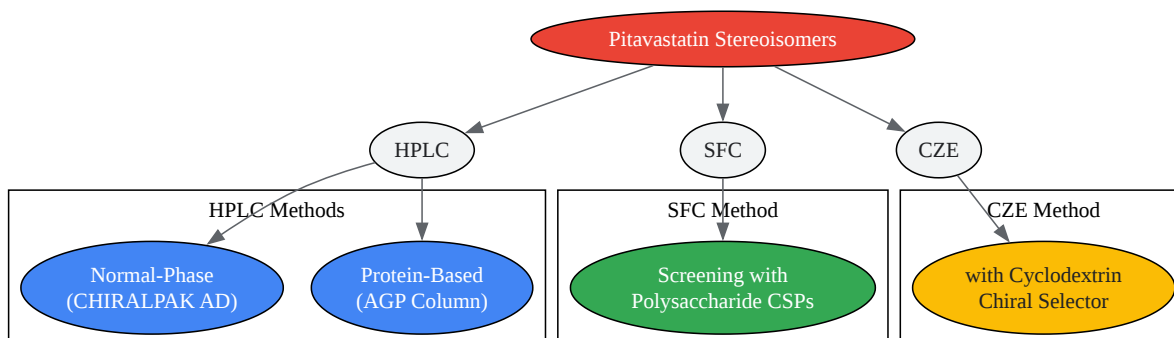 Pitavastatin Stereoisomers
HPLC
SFC
CZE
HPLC Methods
SFC Method
CZE Method
Normal-Phase
(CHIRALPAK AD)
Protein-Based
(AGP Column)
Screening with
Polysaccharide CSPs
with Cyclodextrin
Chiral Selector